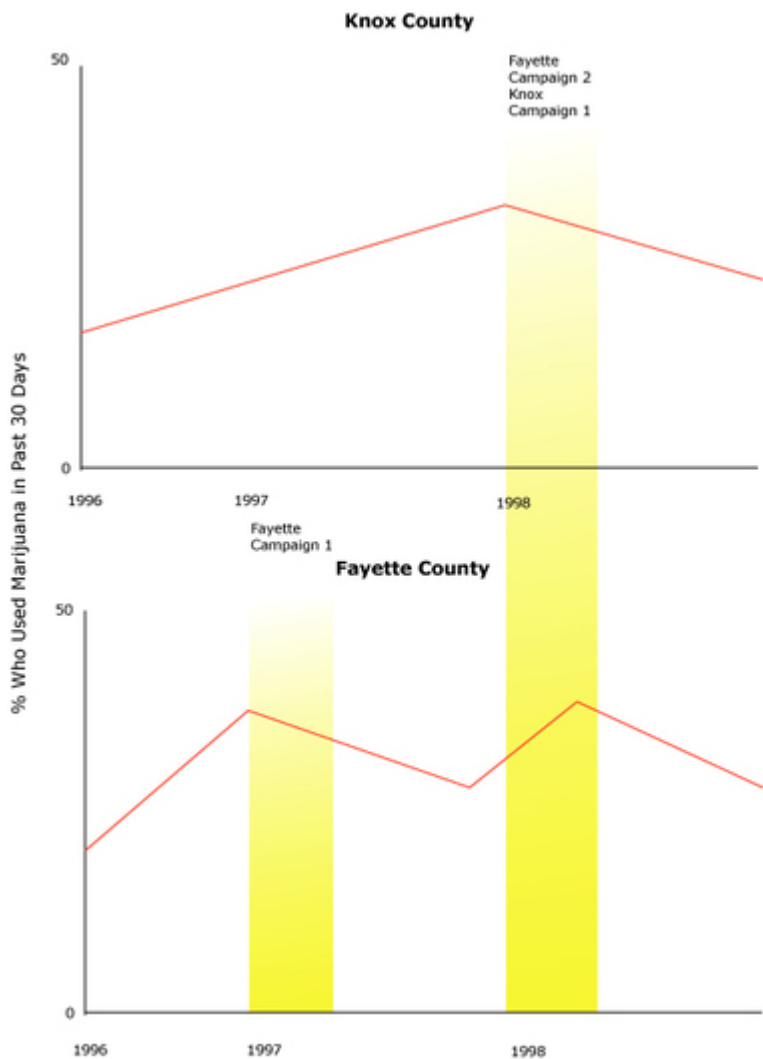 Knox County
50
Fayette
Campaign 2
Knox
Campaign 1
% Who Used Marijuana in Past 30 Days
0
1996
1997
1998
Fayette
Campaign 1
Fayette County
50
0
1996
1997
1998